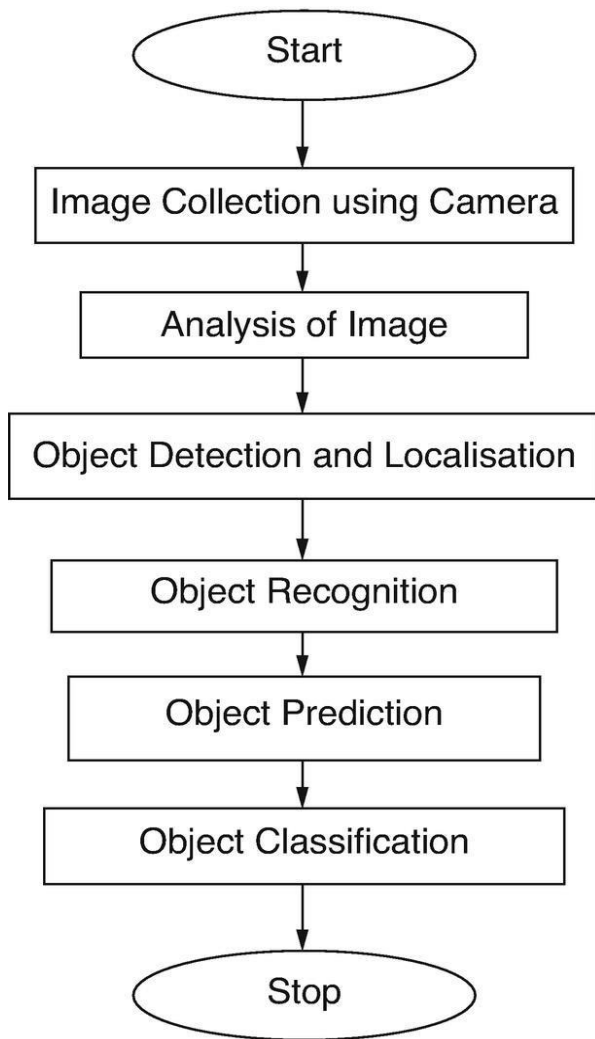 Start
Image Collection using Camera
Analysis of Image
Object Detection and Localisation
Object Recognition
Object Prediction
Object Classification
Stop